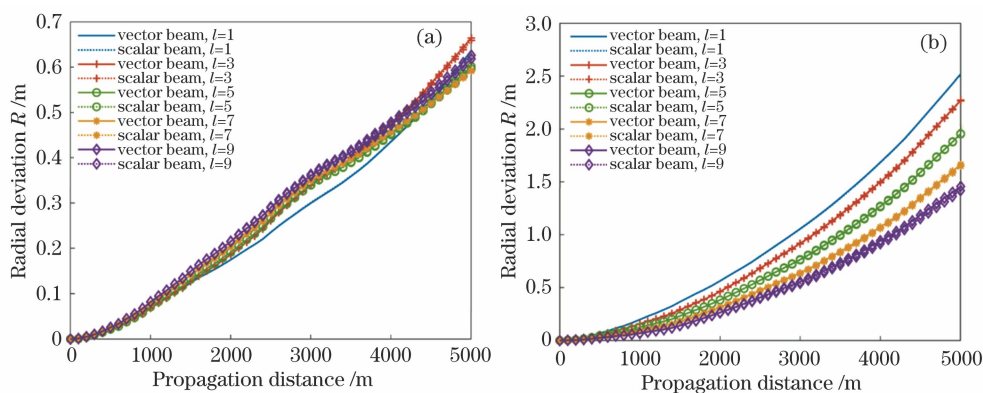 (a)
vector beam, l=1
scalar beam, l=1
vector beam, l=3
scalar beam, l=3
vector beam, l=5
scalar beam, l=5
vector beam, l=7
scalar beam, l=7
vector beam, l=9
scalar beam, l=9
Radial deviation R /m
0.7
0.6
0.5
0.4
0.3
0.2
0.1
0
0 1000 2000 3000 4000 5000
Propagation distance /m
(b)
vector beam, l=1
scalar beam, l=1
vector beam, l=3
scalar beam, l=3
vector beam, l=5
scalar beam, l=5
vector beam, l=7
scalar beam, l=7
vector beam, l=9
scalar beam, l=9
Radial deviation R /m
3.0
2.5
2.0
1.5
1.0
0.5
0
0 1000 2000 3000 4000 5000
Propagation distance /m